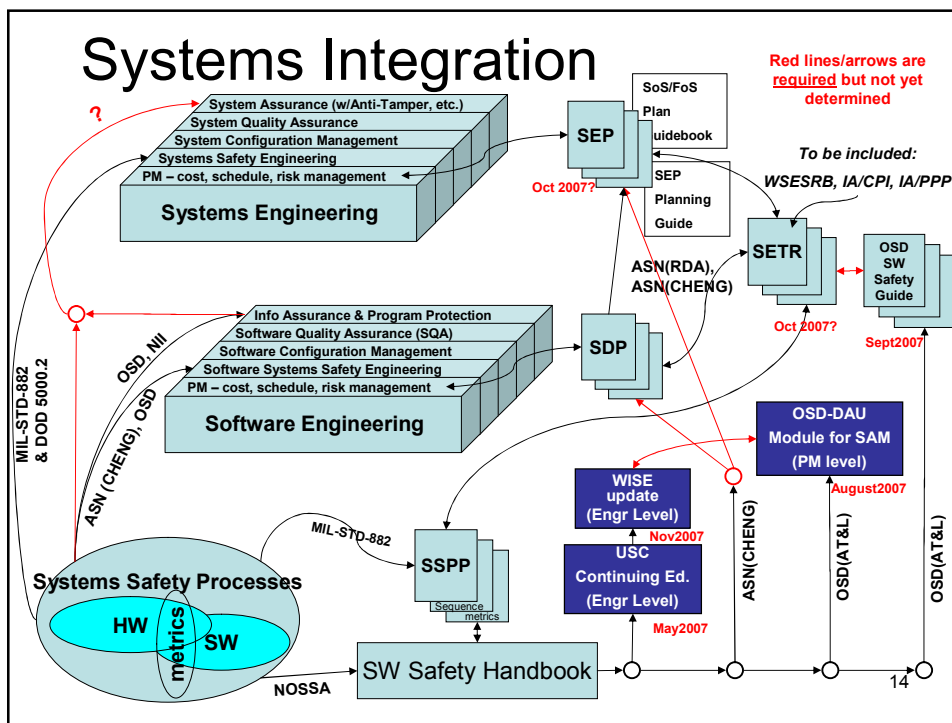 Systems Integration
Red lines/arrows are
required but not yet
determined
?
System Assurance (w/Anti-Tamper, etc.)
System Quality Assurance
System Configuration Management
Systems Safety Engineering
PM – cost, schedule, risk management
Systems Engineering
SEP
Oct 2007?
SoS/FoS
Plan
uidebook
SEP
Planning
Guide
To be included:
WSESRB, IA/CPI, IA/PPP
SETR
Oct 2007?
OSD
SW
Safety
Guide
Sept2007
ASN(RDA),
ASN(CHENG)
MIL-STD-882
& DOD 5000.2
OSD, NII
ASN (CHENG), OSD
Info Assurance & Program Protection
Software Quality Assurance (SQA)
Software Configuration Management
Software Systems Safety Engineering
PM – cost, schedule, risk management
Software Engineering
SDP
OSD-DAU
Module for SAM
(PM level)
August2007
WISE
update
(Engr Level)
Nov2007
USC
Continuing Ed.
(Engr Level)
May2007
ASN(CHENG)
OSD(AT&L)
OSD(AT&L)
MIL-STD-882
SSPP
Sequence
metrics
Systems Safety Processes
HW
metrics
SW
NOSSA
SW Safety Handbook
14